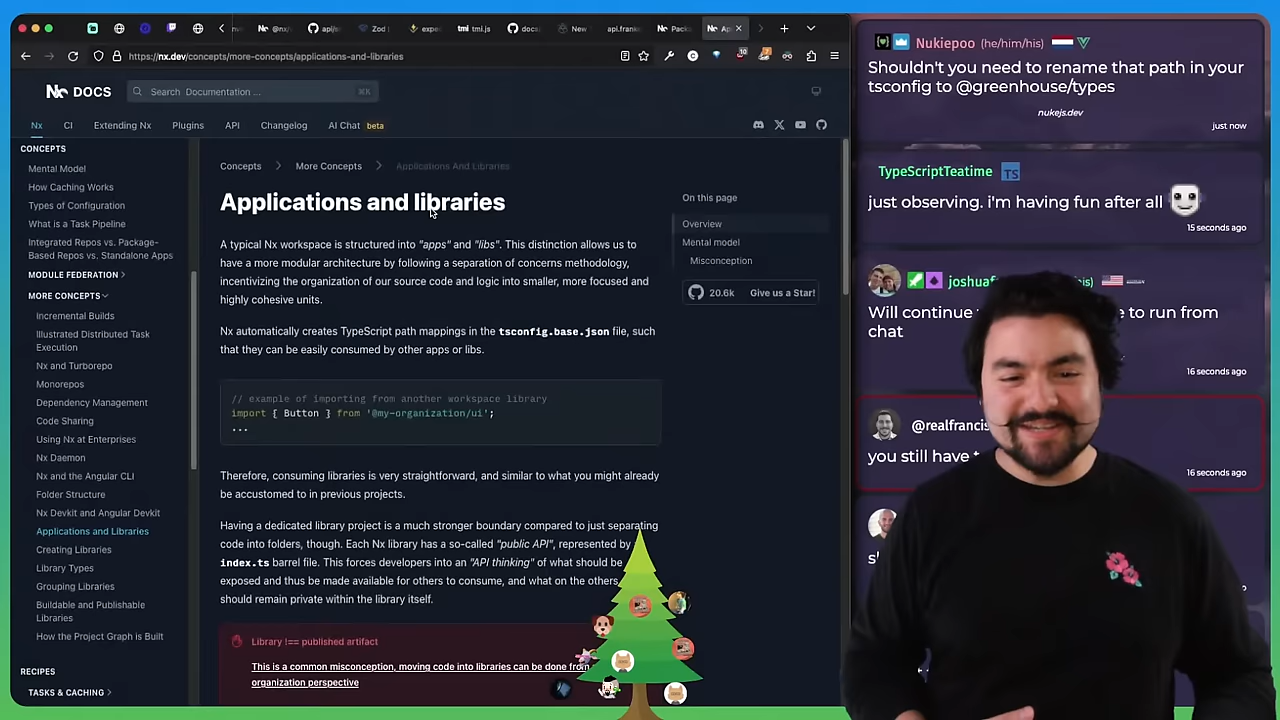 @nx/
api/er
Zod
expe
tmi tmi.js
docs
New
api.franke
Pack
Ap
https://nx.dev/concepts/more-concepts/applications-and-libraries
10
Nx DOCS
Search Documentation ...
⌘K
Nx
CI
Extending Nx
Plugins
API
Changelog
AI Chat
beta
CONCEPTS
Mental Model
How Caching Works
Types of Configuration
What is a Task Pipeline
Integrated Repos vs. Package-
Based Repos vs. Standalone Apps
MODULE FEDERATION
MORE CONCEPTS
Incremental Builds
Illustrated Distributed Task
Execution
Nx and Turborepo
Monorepos
Dependency Management
Code Sharing
Using Nx at Enterprises
Nx Daemon
Nx and the Angular CLI
Folder Structure
Nx Devkit and Angular Devkit
Applications and Libraries
Creating Libraries
Library Types
Grouping Libraries
Buildable and Publishable
Libraries
How the Project Graph is Built
RECIPES
TASKS & CACHING
Concepts
More Concepts
Applications And Libraries
Applications and libraries
A typical Nx workspace is structured into "apps" and "libs". This distinction allows us to
have a more modular architecture by following a separation of concerns methodology,
incentivizing the organization of our source code and logic into smaller, more focused and
highly cohesive units.
Nx automatically creates TypeScript path mappings in the tsconfig.base.json file, such
that they can be easily consumed by other apps or libs.
// example of importing from another workspace library
import { Button } from '@my-organization/ui';
...
Therefore, consuming libraries is very straightforward, and similar to what you might already
be accustomed to in previous projects.
Having a dedicated library project is a much stronger boundary compared to just separating
code into folders, though. Each Nx library has a so-called "public API", represented by
index.ts barrel file. This forces developers into an "API thinking" of what should be
exposed and thus be made available for others to consume, and what on the others
should remain private within the library itself.
Library !== published artifact
This is a common misconception, moving code into libraries can be done from
organization perspective
On this page
Overview
Mental model
Misconception
20.6k
Give us a Star!
Nukiepoo (he/him/his)
Shouldn't you need to rename that path in your
tsconfig to @greenhouse/types
nukejs.dev
just now
TypeScriptTeatime
TS
just observing. i'm having fun after all
15 seconds ago
Will continue
to run from
chat
16 seconds ago
you still have
16 seconds ago